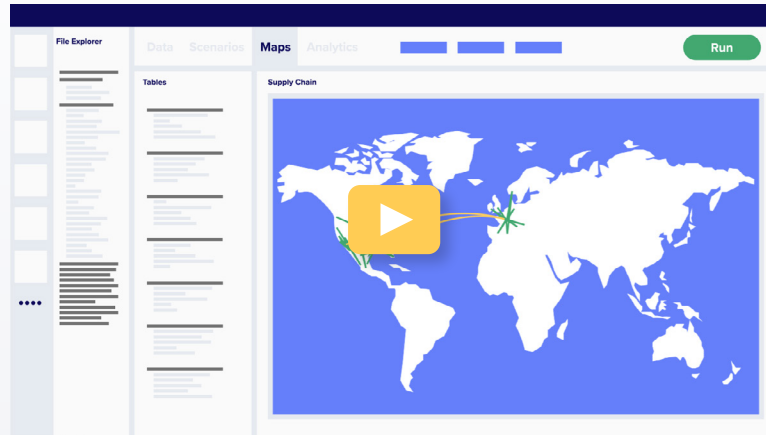 File Explorer
Data Scenarios Maps Analytics
Run
Tables
Supply Chain